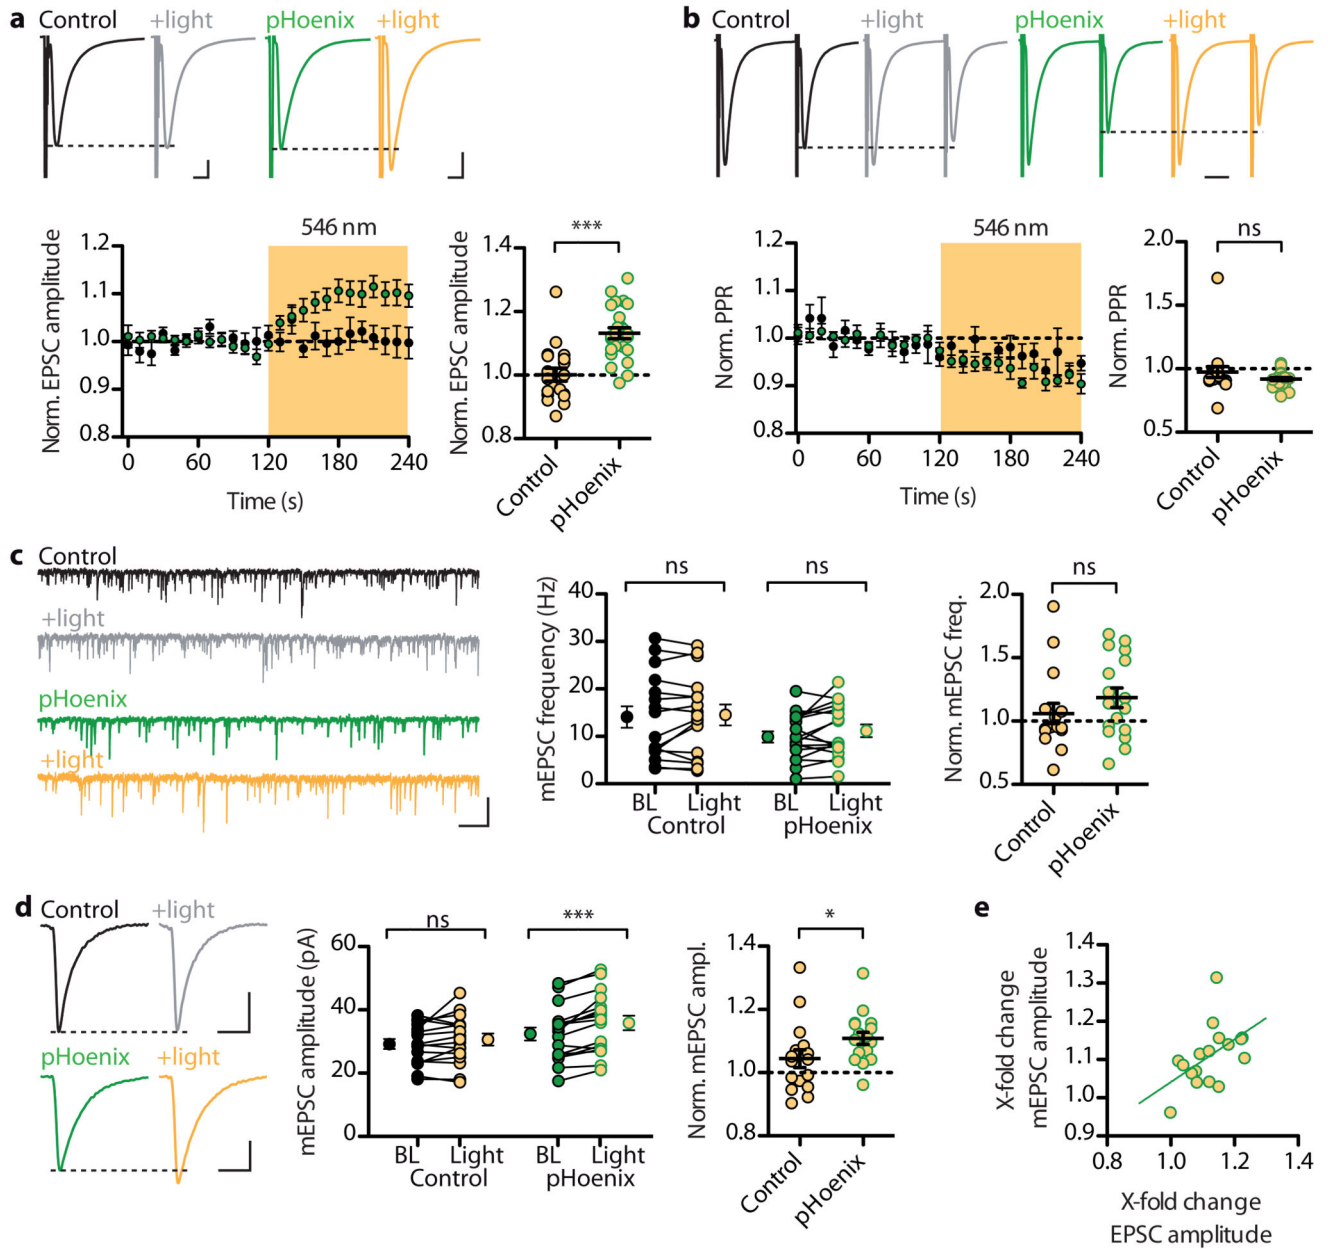 a
Control +light pHoenix +light
546 nm
Norm. EPSC amplitude
1.2
1.1
1.0
0.9
0.8
0 60 120 180 240
Time (s)
***
Norm. EPSC amplitude
1.4
1.2
1.0
0.8
Control
pHoenix
b
Control +light pHoenix +light
546 nm
Norm. PPR
1.2
1.1
1.0
0.9
0.8
0 60 120 180 240
Time (s)
ns
Norm. PPR
2.0
1.5
1.0
0.5
Control
pHoenix
c
Control
+light
pHoenix
+light
ns ns
mEPSC frequency (Hz)
40
30
20
10
0
BL Light BL Light
Control pHoenix
ns
Norm. mEPSC freq.
2.0
1.5
1.0
0.5
Control
pHoenix
d
Control +light
pHoenix +light
ns ***
mEPSC amplitude (pA)
60
40
20
0
BL Light BL Light
Control pHoenix
*
Norm. mEPSC ampl.
1.4
1.2
1.0
0.8
Control
pHoenix
e
X-fold change
mEPSC amplitude
1.4
1.3
1.2
1.1
1.0
0.9
0.8 1.0 1.2 1.4
X-fold change
EPSC amplitude